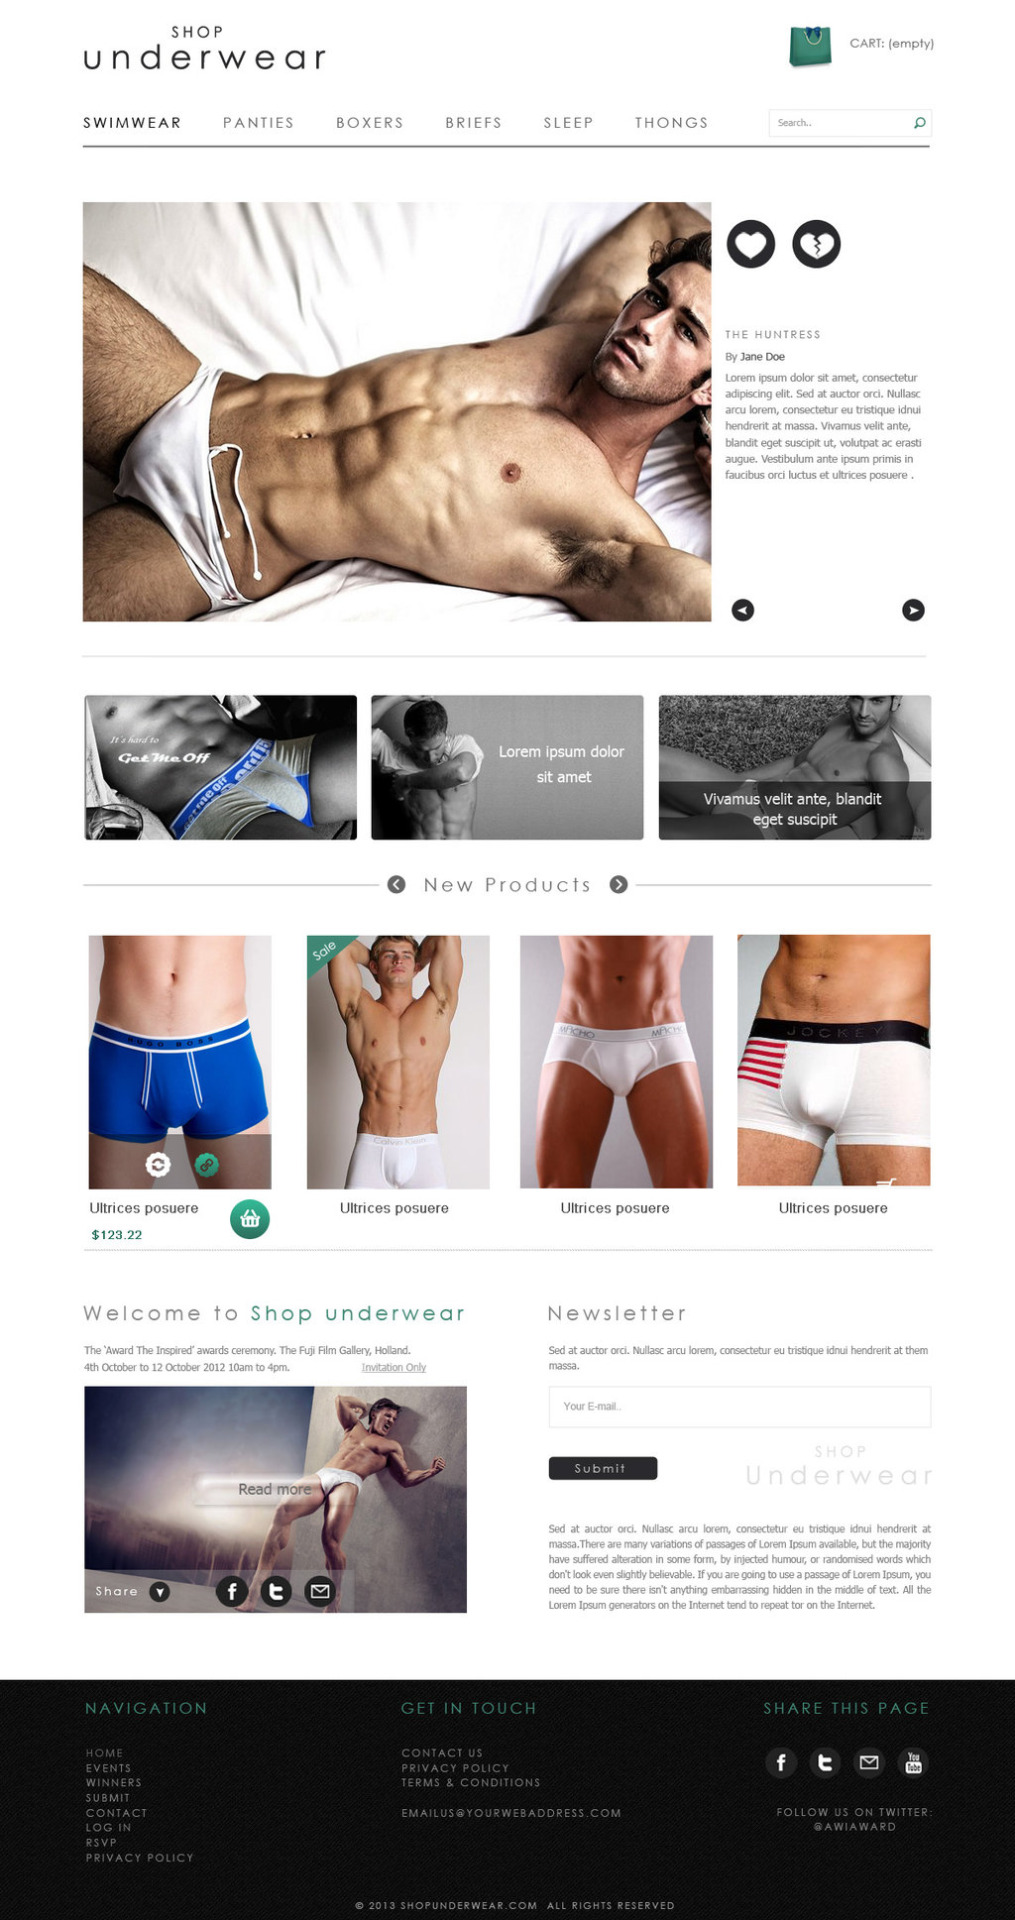 SHOP
underwear
CART: (empty)
SWIMWEAR PANTIES BOXERS BRIEFS SLEEP THONGS
Search..
THE HUNTRESS
By Jane Doe
Lorem ipsum dolor sit amet, consectetur
adipiscing elit. Sed at auctor orci. Nullasc
arcu lorem, consectetur eu tristique idnui
hendrerit at massa. Vivamus velit ante,
blandit eget suscipit ut, volutpat ac erasti
augue. Vestibulum ante ipsum primis in
faucibus orci luctus et ultrices posuere .
It's hard to
Get Me Off
Lorem ipsum dolor
sit amet
Vivamus velit ante, blandit
eget suscipit
New Products
HUGO BOSS
Sale
Calvin Klein
MACHO MACHO
JOCKEY
Ultrices posuere
$123.22
Ultrices posuere
Ultrices posuere
Ultrices posuere
Welcome to Shop underwear
The 'Award The Inspired' awards ceremony. The Fuji Film Gallery, Holland.
4th October to 12 October 2012 10am to 4pm. Invitation Only
Read more
Share
Newsletter
Sed at auctor orci. Nullasc arcu lorem, consectetur eu tristique idnui hendrerit at them
massa.
Your E-mail..
Submit
SHOP
Underwear
Sed at auctor orci. Nullasc arcu lorem, consectetur eu tristique idnui hendrerit at
massa.There are many variations of passages of Lorem Ipsum available, but the majority
have suffered alteration in some form, by injected humour, or randomised words which
don't look even slightly believable. If you are going to use a passage of Lorem Ipsum, you
need to be sure there isn't anything embarrassing hidden in the middle of text. All the
Lorem Ipsum generators on the Internet tend to repeat tor on the Internet.
NAVIGATION
HOME
EVENTS
WINNERS
SUBMIT
CONTACT
LOG IN
RSVP
PRIVACY POLICY
GET IN TOUCH
CONTACT US
PRIVACY POLICY
TERMS & CONDITIONS
EMAILUS@YOURWEBADDRESS.COM
SHARE THIS PAGE
You
Tube
FOLLOW US ON TWITTER:
@AWIAWARD
© 2013 SHOPUNDERWEAR.COM ALL RIGHTS RESERVED